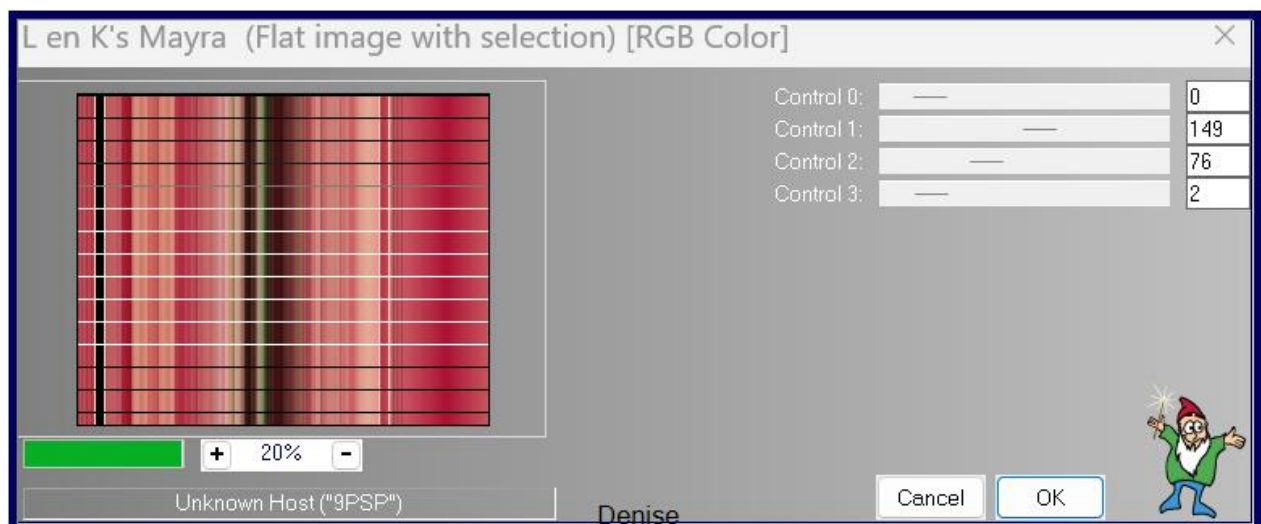 L en K's Mayra (Flat image with selection) [RGB Color]
Control 0: 0
Control 1: 149
Control 2: 76
Control 3: 2
+ 20% -
Unknown Host ("9PSP")
Denise
Cancel OK